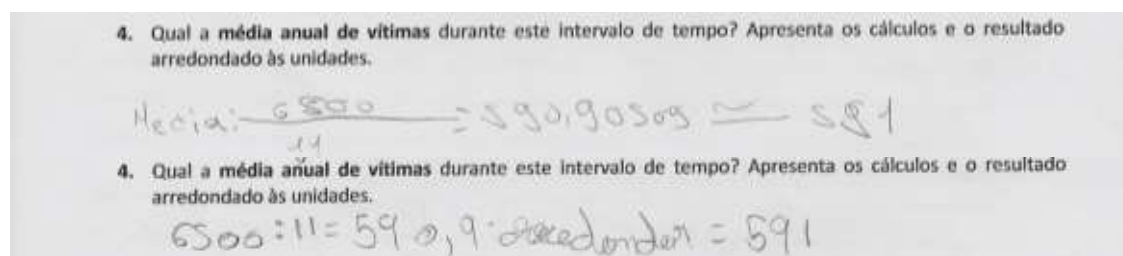 4. Qual a média anual de vítimas durante este intervalo de tempo? Apresenta os cálculos e o resultado
arredondado às unidades.
Media: 6500 / 11 = 590,90909 ≃ 591
4. Qual a média anual de vítimas durante este intervalo de tempo? Apresenta os cálculos e o resultado
arredondado às unidades.
6500 : 11 = 590,9 = 591